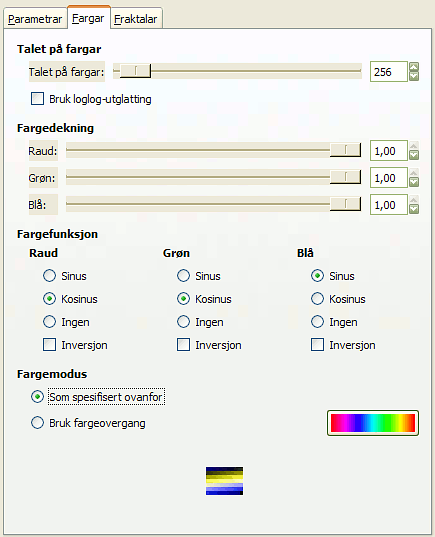 Parametrar Fargar Fraktalar
Talet på fargar
Talet på fargar: 256
Bruk loglog-utglatting
Fargedekning
Raud: 1,00
Grøn: 1,00
Blå: 1,00
Fargefunksjon
Raud Grøn Blå
Sinus Sinus Sinus
Kosinus Kosinus Kosinus
Ingen Ingen Ingen
Inversjon Inversjon Inversjon
Fargemodus
Som spesifisert ovanfor
Bruk fargeovergang